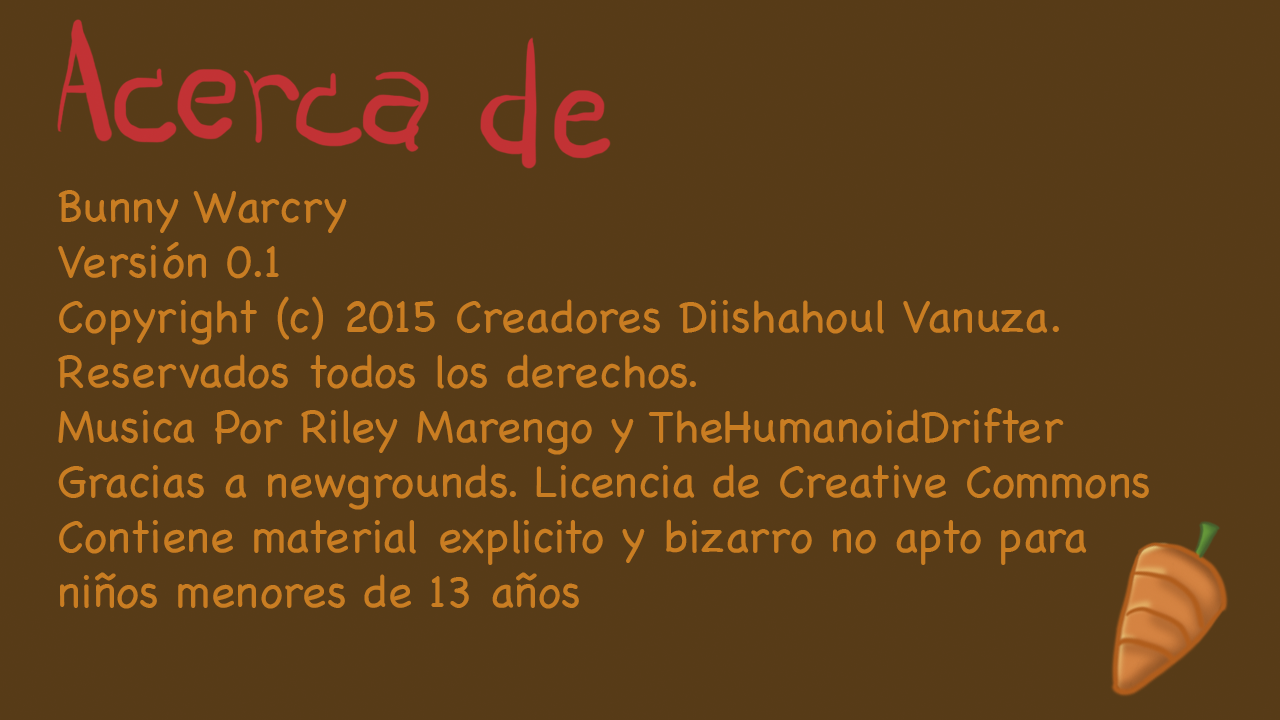 Acerca de
Bunny Warcry
Versión 0.1
Copyright (c) 2015 Creadores Diishahoul Vanuza.
Reservados todos los derechos.
Musica Por Riley Marengo y TheHumanoidDrifter
Gracias a newgrounds. Licencia de Creative Commons
Contiene material explicito y bizarro no apto para
niños menores de 13 años